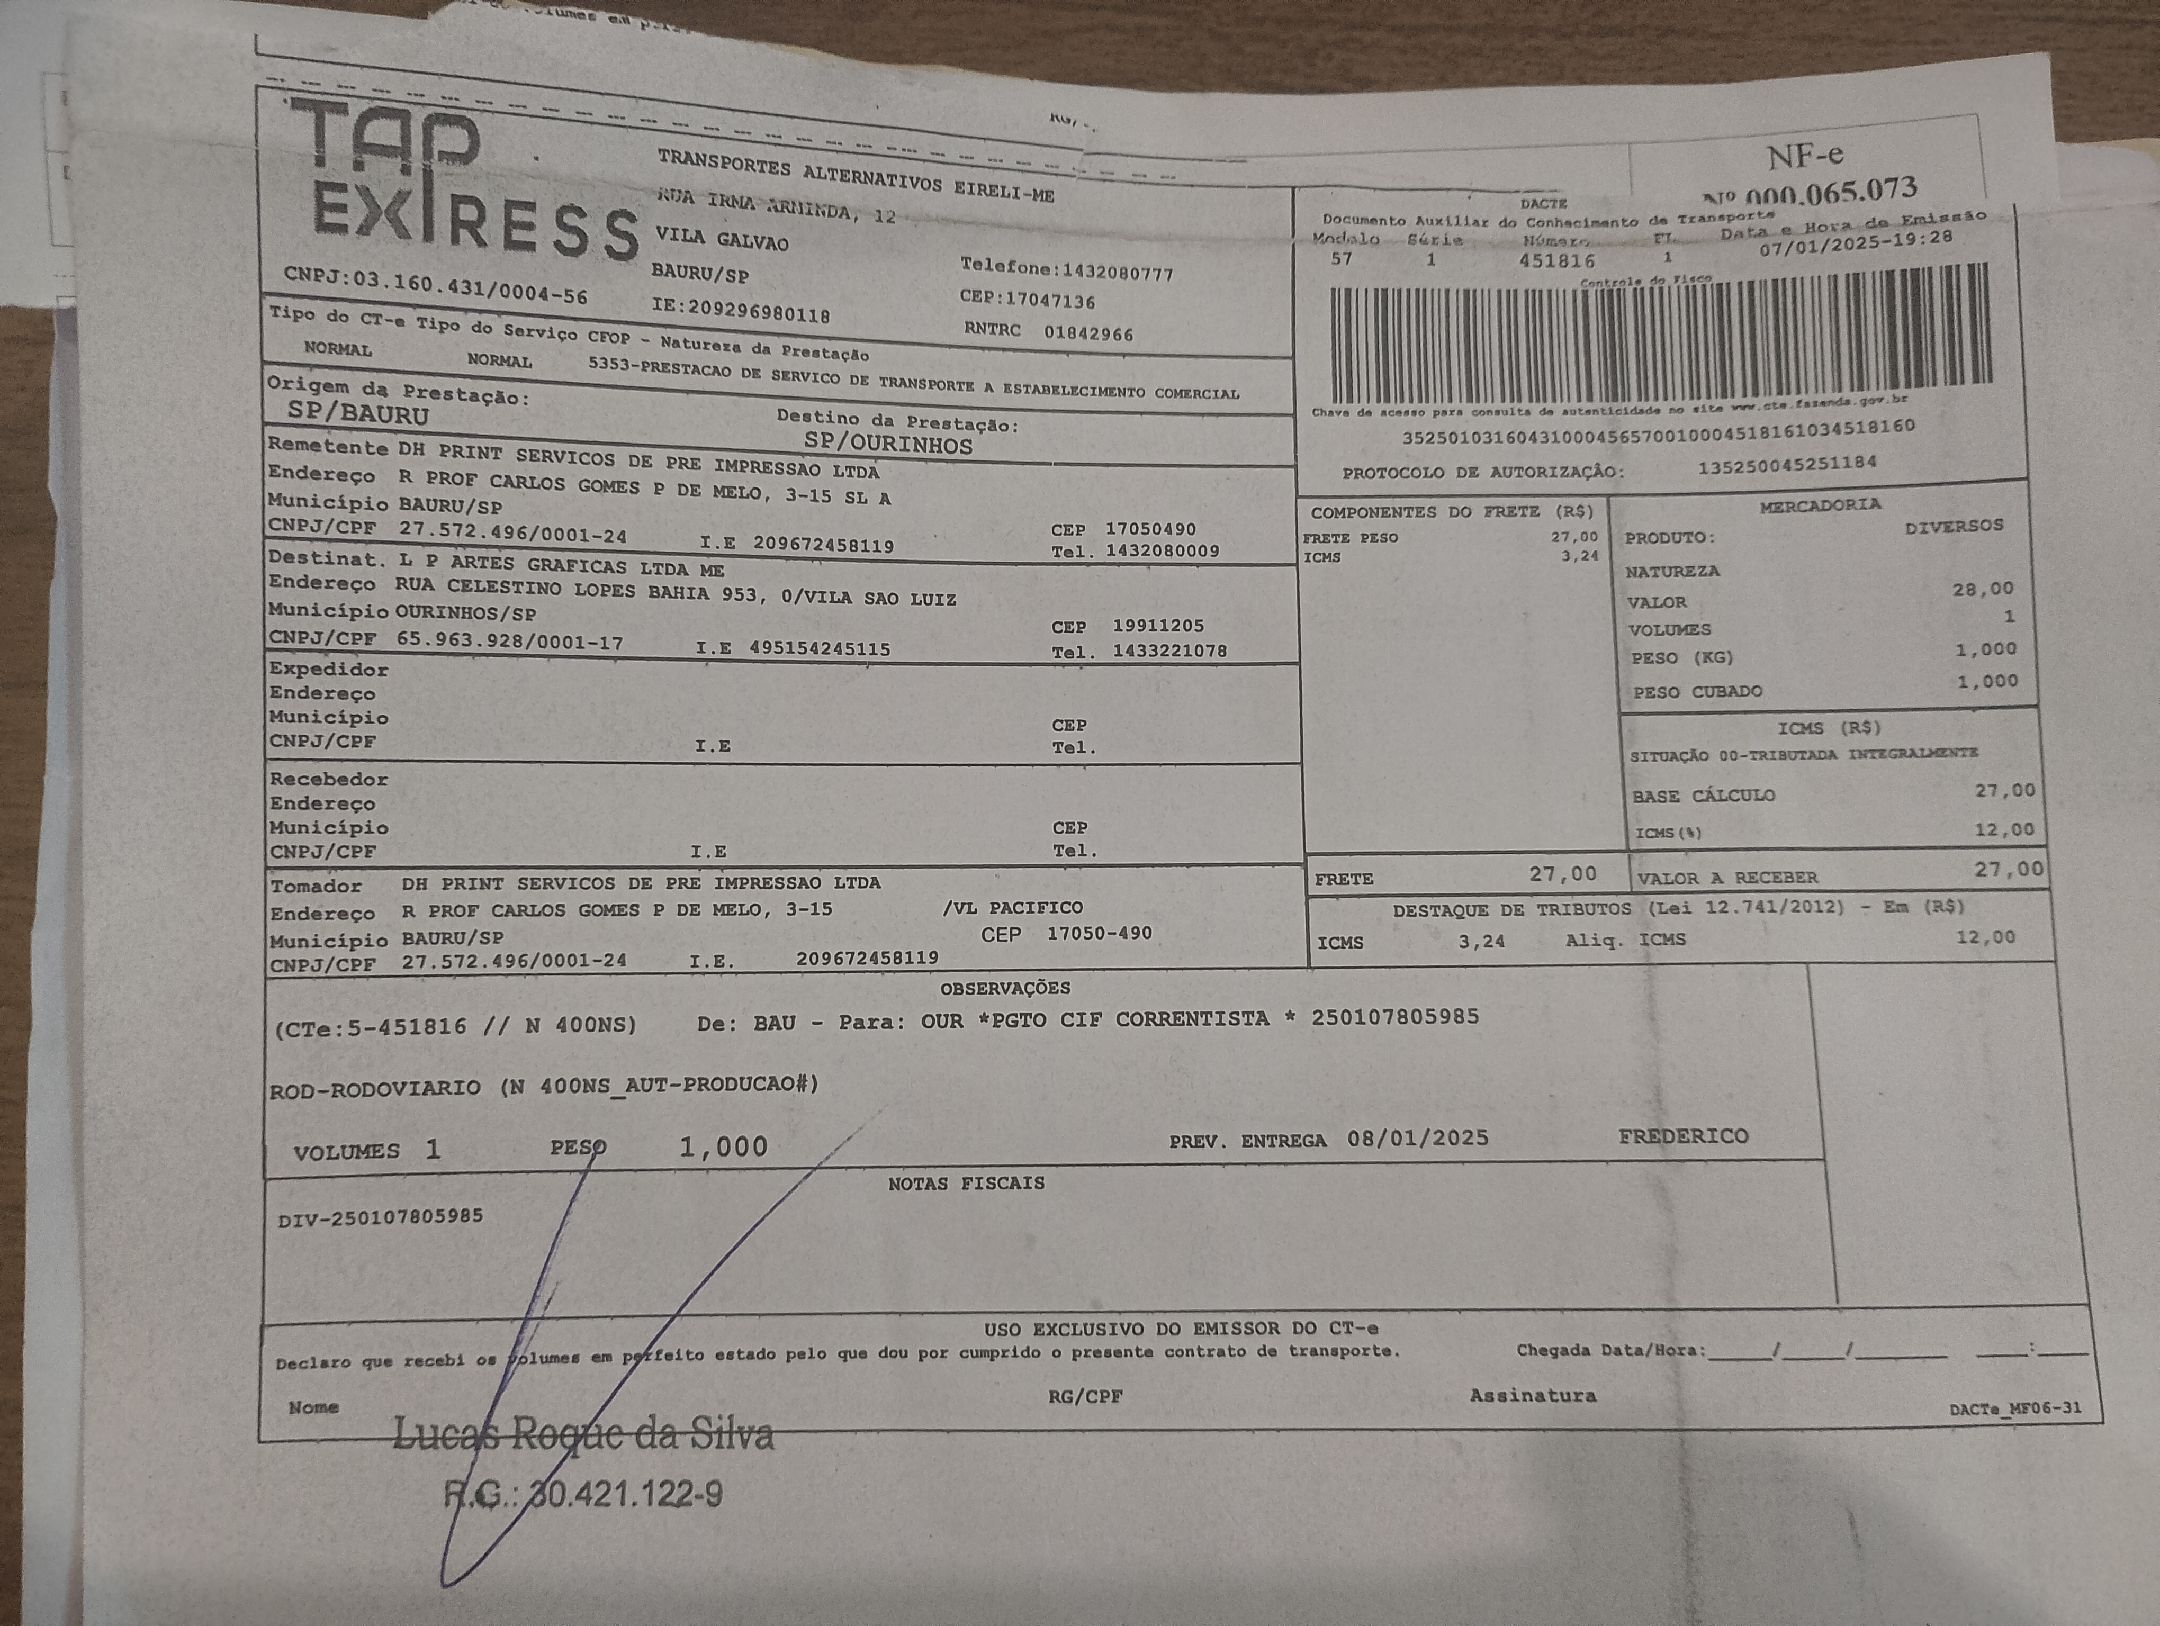 TAP
EXPRESS
CNPJ:03.160.431/0004-56
TRANSPORTES ALTERNATIVOS EIRELI-ME
RUA IRMA ARMINDA, 12
VILA GALVAO
BAURU/SP
IE:209296980118
Telefone:1432080777
CEP:17047136
RNTRC 01842966
NF-e
Nº 000.065.073
DACTE
Documento Auxiliar do Conhecimento de Transporte
Modelo Série Número FL. Data e Hora de Emissão
57 1 451816 1 07/01/2025-19:28
Controle do Fisco
Chave de acesso para consulta de autenticidade no site www.cte.fazenda.gov.br
35250103160431000456570010004518161034518160
PROTOCOLO DE AUTORIZAÇÃO: 135250045251184
Tipo do CT-e Tipo do Serviço CFOP - Natureza da Prestação
NORMAL NORMAL 5353-PRESTACAO DE SERVICO DE TRANSPORTE A ESTABELECIMENTO COMERCIAL
Origem da Prestação: Destino da Prestação:
SP/BAURU SP/OURINHOS
Remetente DH PRINT SERVICOS DE PRE IMPRESSAO LTDA
Endereço R PROF CARLOS GOMES P DE MELO, 3-15 SL A
Município BAURU/SP CEP 17050490
CNPJ/CPF 27.572.496/0001-24 I.E 209672458119 Tel. 1432080009
Destinat. L P ARTES GRAFICAS LTDA ME
Endereço RUA CELESTINO LOPES BAHIA 953, 0/VILA SAO LUIZ
Município OURINHOS/SP CEP 19911205
CNPJ/CPF 65.963.928/0001-17 I.E 495154245115 Tel. 1433221078
Expedidor
Endereço
Município CEP
CNPJ/CPF I.E Tel.
Recebedor
Endereço
Município CEP
CNPJ/CPF I.E Tel.
Tomador DH PRINT SERVICOS DE PRE IMPRESSAO LTDA
Endereço R PROF CARLOS GOMES P DE MELO, 3-15 /VL PACIFICO
Município BAURU/SP CEP 17050-490
CNPJ/CPF 27.572.496/0001-24 I.E. 209672458119
COMPONENTES DO FRETE (R$)
FRETE PESO 27,00
ICMS 3,24
MERCADORIA
PRODUTO: DIVERSOS
NATUREZA
VALOR 28,00
VOLUMES 1
PESO (KG) 1,000
PESO CUBADO 1,000
ICMS (R$)
SITUAÇÃO 00-TRIBUTADA INTEGRALMENTE
BASE CÁLCULO 27,00
ICMS(%) 12,00
FRETE 27,00 VALOR A RECEBER 27,00
DESTAQUE DE TRIBUTOS (Lei 12.741/2012) - Em (R$)
ICMS 3,24 Aliq. ICMS 12,00
OBSERVAÇÕES
(CTe:5-451816 // N 400NS) De: BAU - Para: OUR *PGTO CIF CORRENTISTA * 250107805985
ROD-RODOVIARIO (N 400NS_AUT-PRODUCAO#)
VOLUMES 1 PESO 1,000 PREV. ENTREGA 08/01/2025 FREDERICO
NOTAS FISCAIS
DIV-250107805985
USO EXCLUSIVO DO EMISSOR DO CT-e
Declaro que recebi os volumes em perfeito estado pelo que dou por cumprido o presente contrato de transporte. Chegada Data/Hora:____/____/______ ___:___
Nome RG/CPF Assinatura
DACTe_MF06-31
Lucas Roque da Silva
R.G.: 30.421.122-9